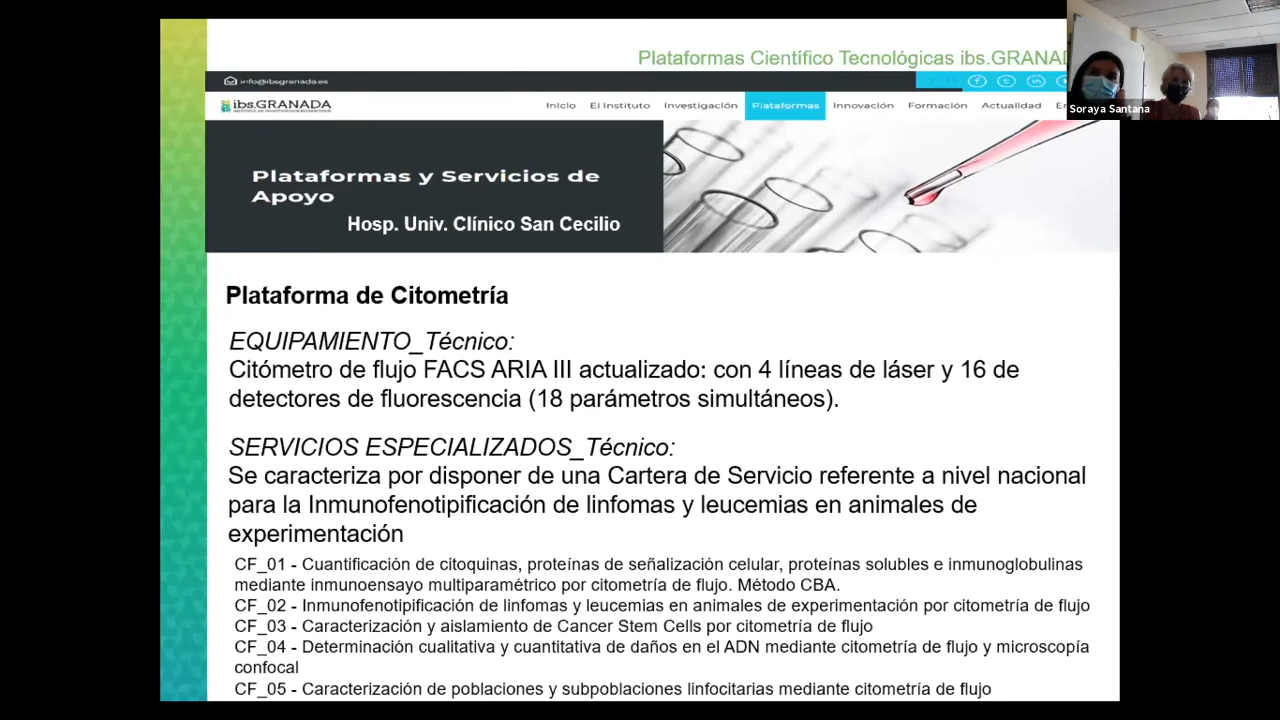 Plataformas Científico Tecnológicas ibs.GRANAD
Soraya Santana
info@ibsgranada.es
ibs.GRANADA
Inicio El Instituto Investigación Plataformas Innovación Formación Actualidad
Plataformas y Servicios de
Apoyo
Hosp. Univ. Clínico San Cecilio
Plataforma de Citometría
EQUIPAMIENTO_Técnico:
Citómetro de flujo FACS ARIA III actualizado: con 4 líneas de láser y 16 de
detectores de fluorescencia (18 parámetros simultáneos).
SERVICIOS ESPECIALIZADOS_Técnico:
Se caracteriza por disponer de una Cartera de Servicio referente a nivel nacional
para la Inmunofenotipificación de linfomas y leucemias en animales de
experimentación
CF_01 - Cuantificación de citoquinas, proteínas de señalización celular, proteínas solubles e inmunoglobulinas
mediante inmunoensayo multiparamétrico por citometría de flujo. Método CBA.
CF_02 - Inmunofenotipificación de linfomas y leucemias en animales de experimentación por citometría de flujo
CF_03 - Caracterización y aislamiento de Cancer Stem Cells por citometría de flujo
CF_04 - Determinación cualitativa y cuantitativa de daños en el ADN mediante citometría de flujo y microscopía
confocal
CF_05 - Caracterización de poblaciones y subpoblaciones linfocitarias mediante citometría de flujo